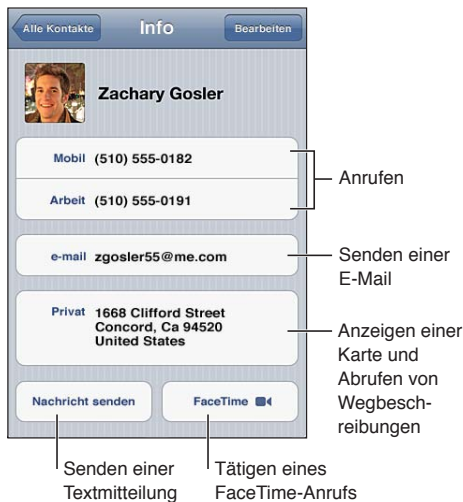 Alle Kontakte Info Bearbeiten
Zachary Gosler
Mobil (510) 555-0182
Arbeit (510) 555-0191
Anrufen
e-mail zgosler55@me.com
Senden einer
E-Mail
Privat 1668 Clifford Street
Concord, Ca 94520
United States
Anzeigen einer
Karte und
Abrufen von
Wegbesch-
reibungen
Nachricht senden
FaceTime
Senden einer
Textmitteilung
Tätigen eines
FaceTime-Anrufs